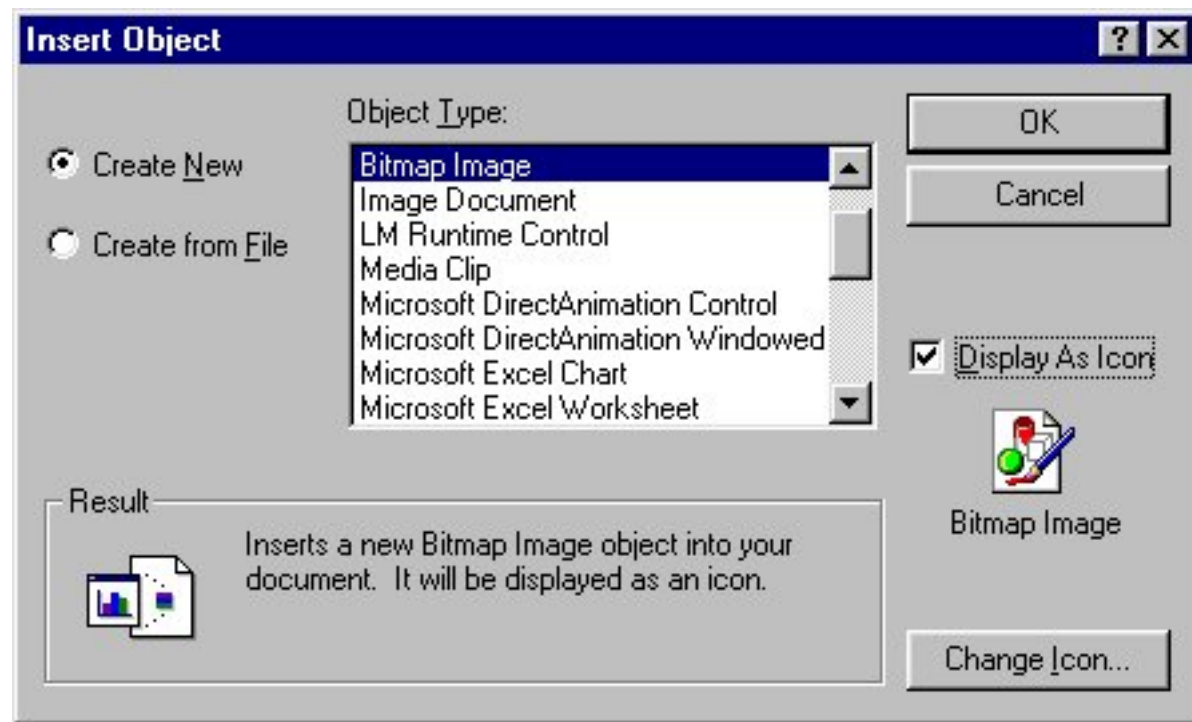 Insert Object
Object Type:
Create New
Create from File
Bitmap Image
Image Document
LM Runtime Control
Media Clip
Microsoft DirectAnimation Control
Microsoft DirectAnimation Windowed
Microsoft Excel Chart
Microsoft Excel Worksheet
OK
Cancel
Display As Icon
Bitmap Image
Result
Inserts a new Bitmap Image object into your
document. It will be displayed as an icon.
Change Icon...